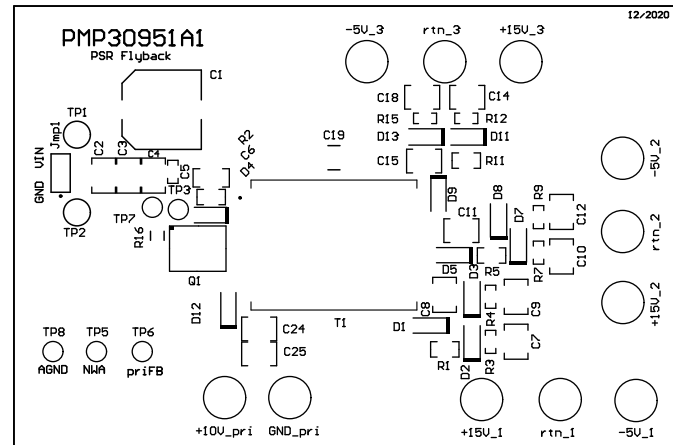 12/2020
PMP30951A1
PSR Flyback
-5V_3
rtn_3
+15V_3
C1
C18
C14
TP1
R15
R12
Jmp1
C2
C3
C4
R2
C6
D4
C19
D13
D11
GND VIN
C5
C15
R11
-5V_2
TP3
D9
D8
R9
D7
C12
TP2
TP7
C11
rtn_2
R16
R7
C10
Q1
D5
D3
R5
D12
C8
R4
C9
+15V_2
T1
D1
C24
C7
TP8
TP5
TP6
C25
R1
D2
R3
AGND
NWA
priFB
+10V_pri
GND_pri
+15V_1
rtn_1
-5V_1